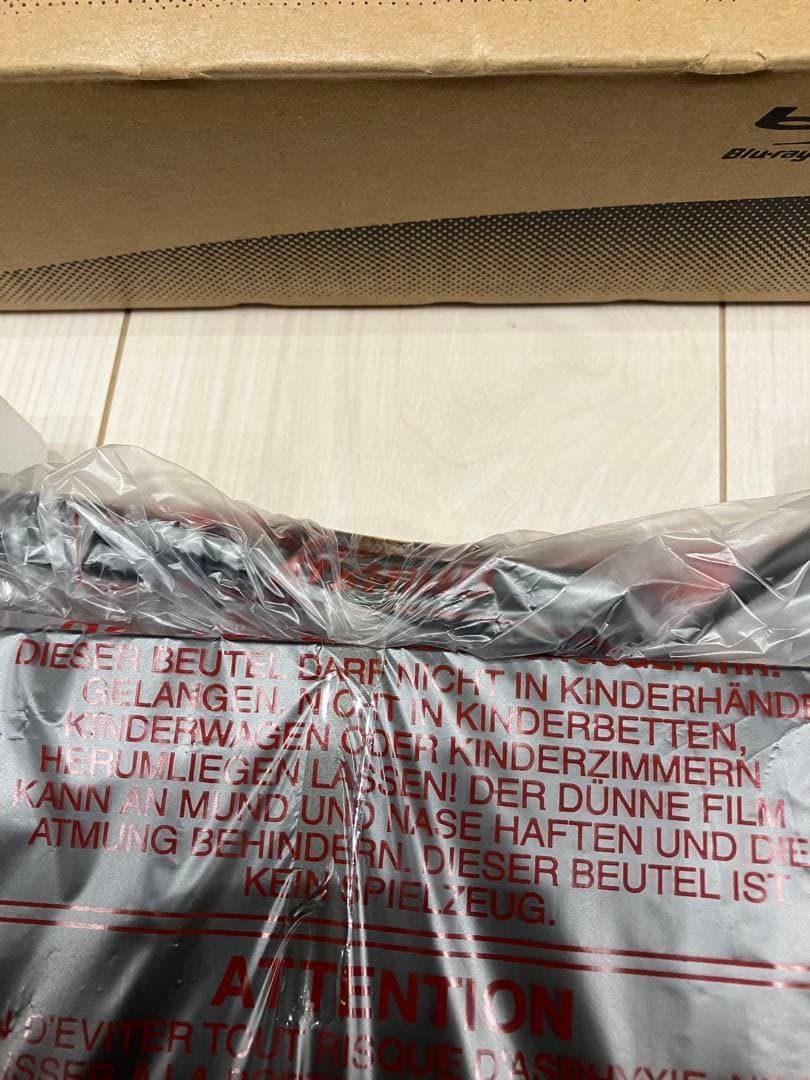 Blu-ray
DIESER BEUTEL DARF NICHT IN KINDERHÄNDE
GELANGEN, NICHT IN KINDERBETTEN,
KINDERWAGEN ODER KINDERZIMMERN
HERUMLIEGEN LASSEN! DER DÜNNE FILM
KANN AN MUND UND NASE HAFTEN UND DIE
ATMUNG BEHINDERN. DIESER BEUTEL IST
KEIN SPIELZEUG.
ATTENTION
D'EVITER TOUT RISQUE D'ASPHYXIE,